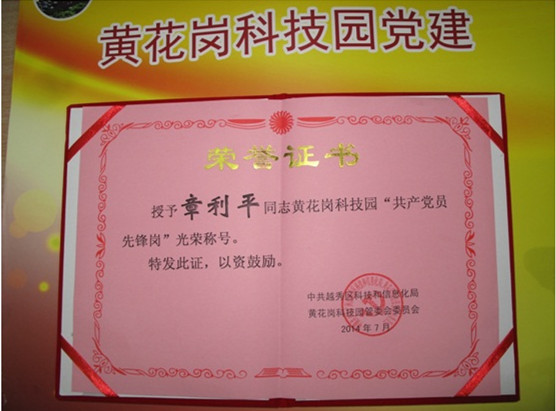 黄花岗科技园党建
荣誉证书
授予章利平同志黄花岗科技园“共产党员
先锋岗”光荣称号。
特发此证，以资鼓励。
中共越秀区科技和信息化局
黄花岗科技园管委会委员会
2014年7月